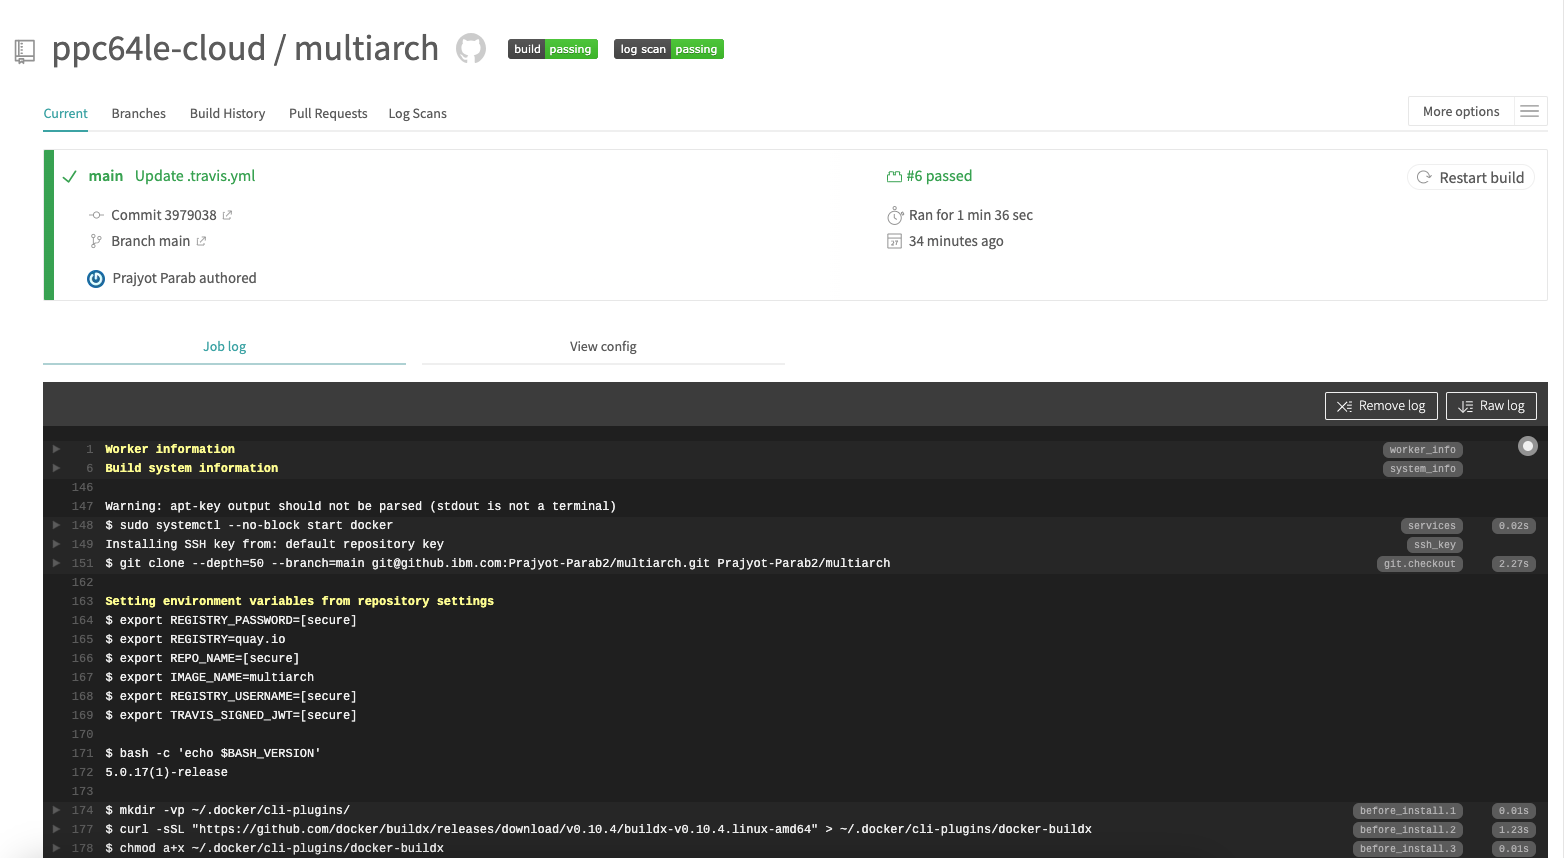 ppc64le-cloud / multiarch build passing log scan passing
Current Branches Build History Pull Requests Log Scans More options
main Update .travis.yml #6 passed Restart build
Commit 3979038 Ran for 1 min 36 sec
Branch main 27 34 minutes ago
Prajyot Parab authored
Job log View config
Remove log Raw log
1 Worker information worker_info
6 Build system information system_info
146
147 Warning: apt-key output should not be parsed (stdout is not a terminal)
148 $ sudo systemctl --no-block start docker services 0.02s
149 Installing SSH key from: default repository key ssh_key
151 $ git clone --depth=50 --branch=main git@github.ibm.com:Prajyot-Parab2/multiarch.git Prajyot-Parab2/multiarch git.checkout 2.27s
162
163 Setting environment variables from repository settings
164 $ export REGISTRY_PASSWORD=[secure]
165 $ export REGISTRY=quay.io
166 $ export REPO_NAME=[secure]
167 $ export IMAGE_NAME=multiarch
168 $ export REGISTRY_USERNAME=[secure]
169 $ export TRAVIS_SIGNED_JWT=[secure]
170
171 $ bash -c 'echo $BASH_VERSION'
172 5.0.17(1)-release
173
174 $ mkdir -vp ~/.docker/cli-plugins/ before_install.1 0.01s
177 $ curl -sSL "https://github.com/docker/buildx/releases/download/v0.10.4/buildx-v0.10.4.linux-amd64" > ~/.docker/cli-plugins/docker-buildx before_install.2 1.23s
178 $ chmod a+x ~/.docker/cli-plugins/docker-buildx before_install.3 0.01s